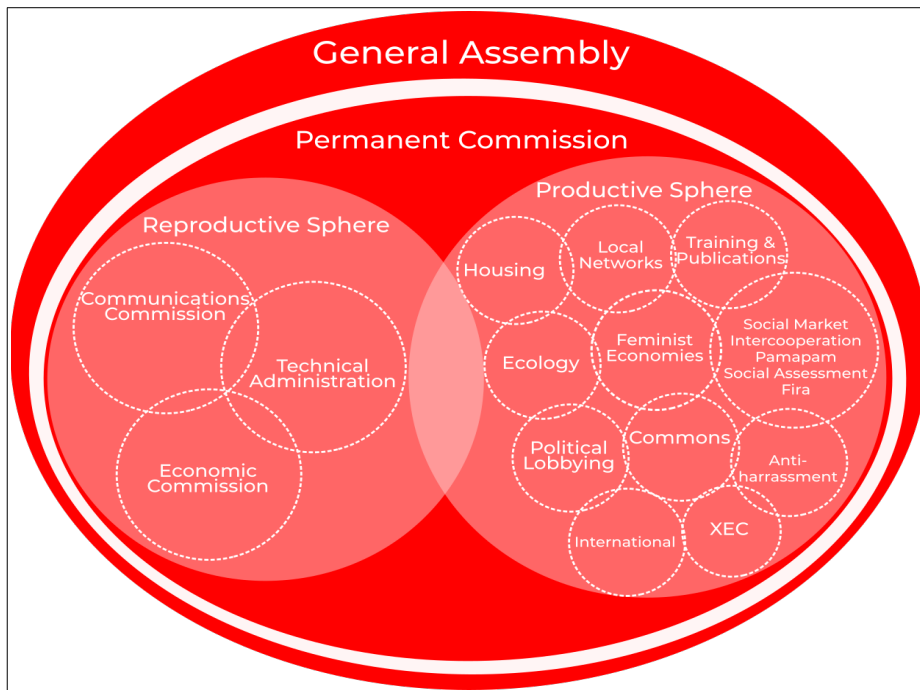 General Assembly
Permanent Commission
Reproductive Sphere
Communications
Commission
Technical
Administration
Economic
Commission
Productive Sphere
Housing
Local
Networks
Training &
Publications
Ecology
Feminist
Economies
Social Market
Intercooperation
Pamapam
Social Assessment
Fira
Political
Lobbying
Commons
Anti-
harrassment
International
XEC